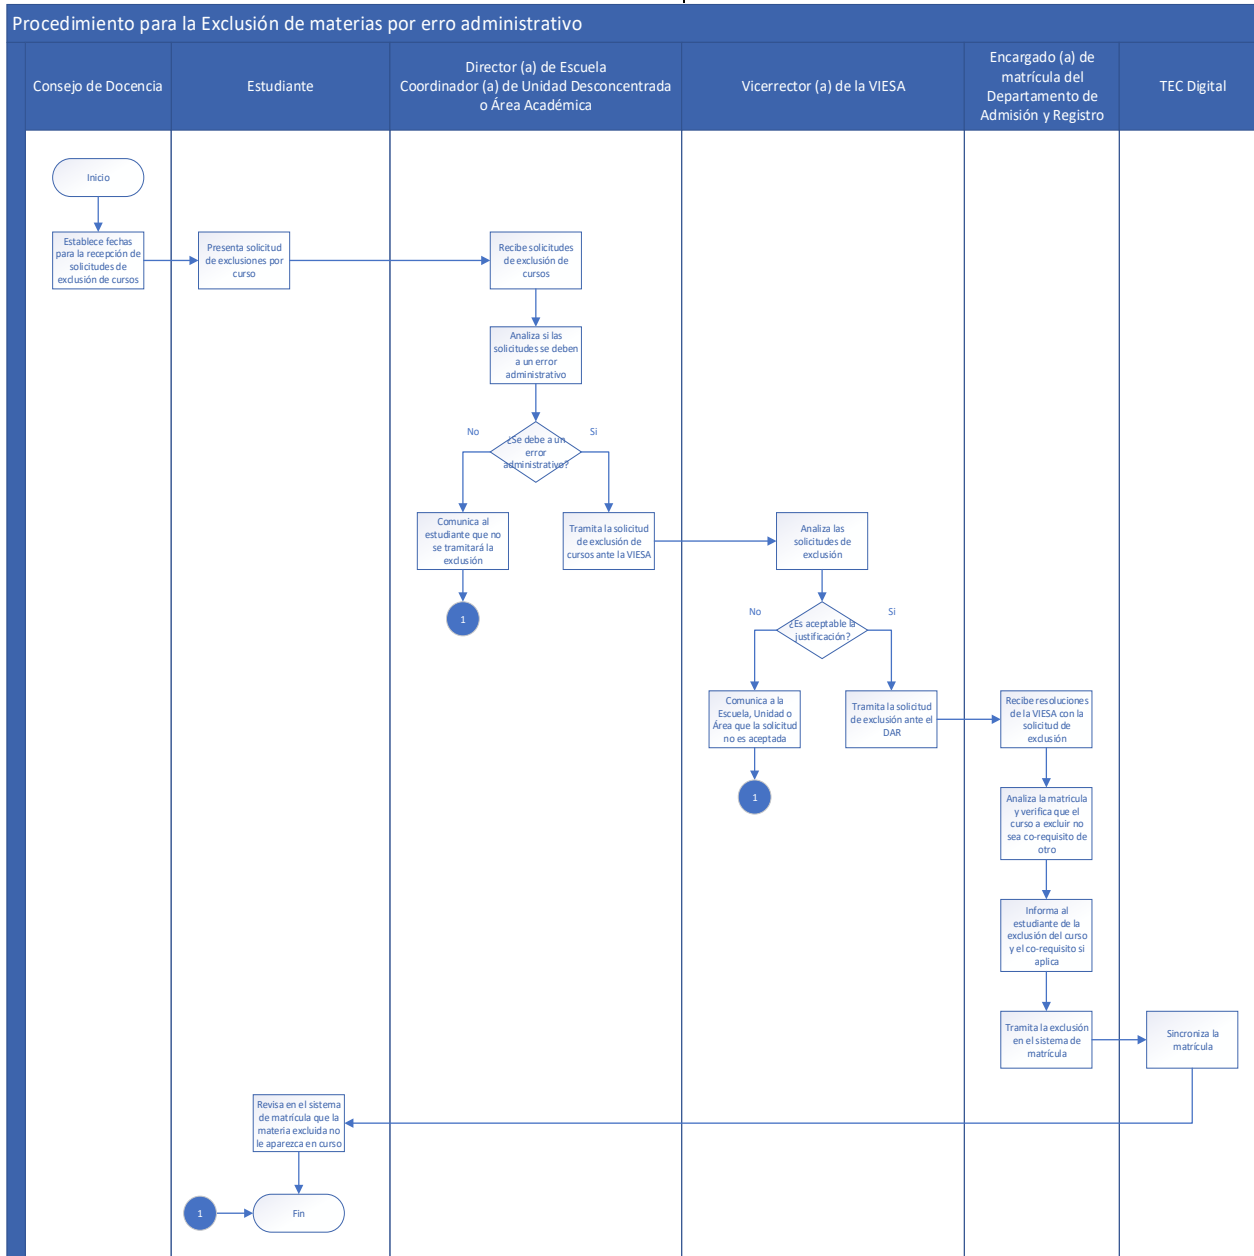 Procedimiento para la Exclusión de materias por erro administrativo
Consejo de Docencia
Estudiante
Director (a) de Escuela
Coordinador (a) de Unidad Desconcentrada
o Área Académica
Vicerrector (a) de la VIESA
Encargado (a) de
matrícula del
Departamento de
Admisión y Registro
TEC Digital
Inicio
Establece fechas
para la recepción de
solicitudes de
exclusión de cursos
Presenta solicitud
de exclusiones por
curso
Recibe solicitudes
de exclusión de
cursos
Analiza si las
solicitudes se deben
a un error
administrativo
¿Se debe a un
error
administrativo?
No
Si
Comunica al
estudiante que no
se tramitará la
exclusión
1
Tramita la solicitud
de exclusión de
cursos ante la VIESA
Analiza las
solicitudes de
exclusión
¿Es aceptable la
justificación?
No
Si
Comunica a la
Escuela, Unidad o
Área que la solicitud
no es aceptada
1
Tramita la solicitud
de exclusión ante el
DAR
Recibe resoluciones
de la VIESA con la
solicitud de
exclusión
Analiza la matricula
y verifica que el
curso a excluir no
sea co-requisito de
otro
Informa al
estudiante de la
exclusión del curso
y el co-requisito si
aplica
Tramita la exclusión
en el sistema de
matrícula
Sincroniza la
matrícula
Revisa en el sistema
de matrícula que la
materia excluida no
le aparezca en curso
1
Fin